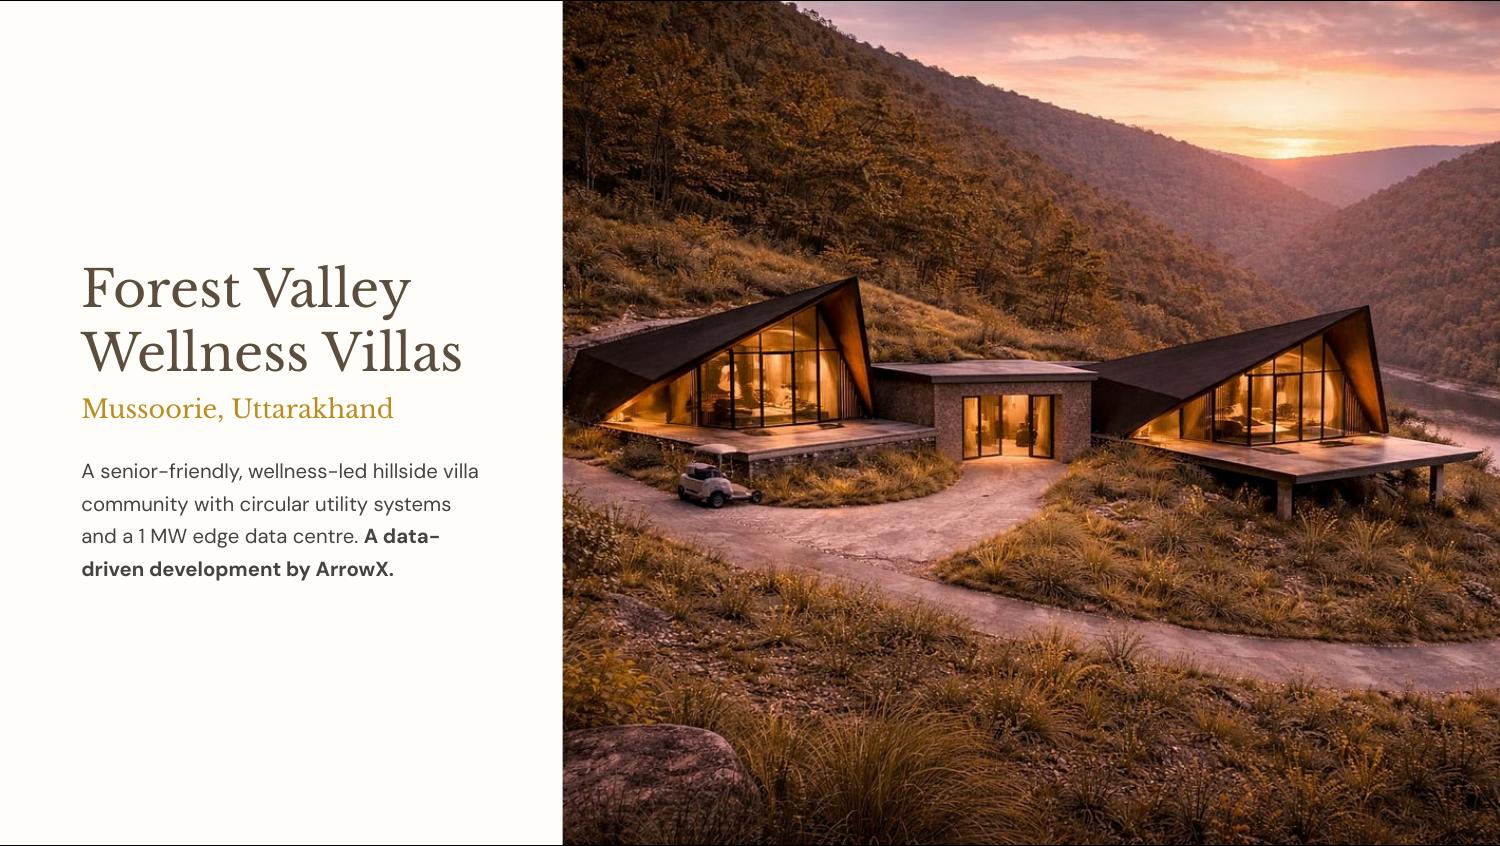 Forest Valley
Wellness Villas
Mussoorie, Uttarakhand
A senior-friendly, wellness-led hillside villa
community with circular utility systems
and a 1 MW edge data centre. A data-
driven development by ArrowX.